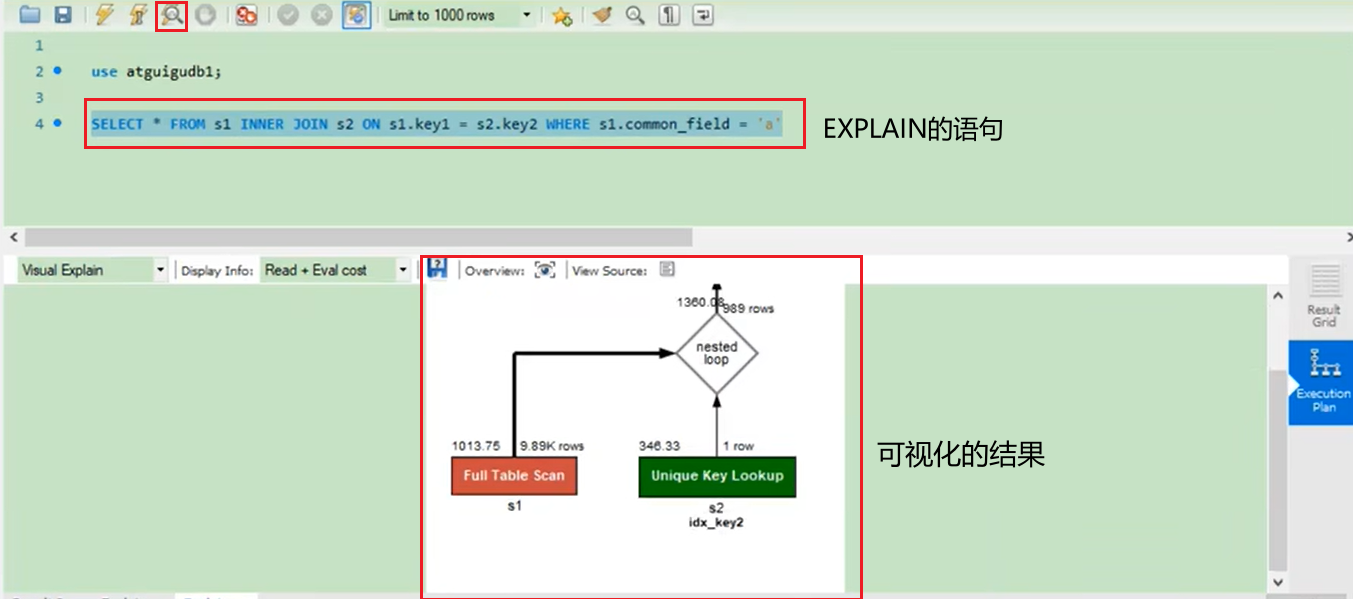 Limit to 1000 rows
1
2 use atguigudb1;
3
4 SELECT * FROM s1 INNER JOIN s2 ON s1.key1 = s2.key2 WHERE s1.common_field = 'a'
EXPLAIN的语句
Visual Explain
Display Info:
Read + Eval cost
Overview:
View Source:
Result
Grid
Execution
Plan
1360.08
989 rows
nested
loop
1013.75
9.89K rows
346.33
1 row
Full Table Scan
Unique Key Lookup
s1
s2
idx_key2
可视化的结果